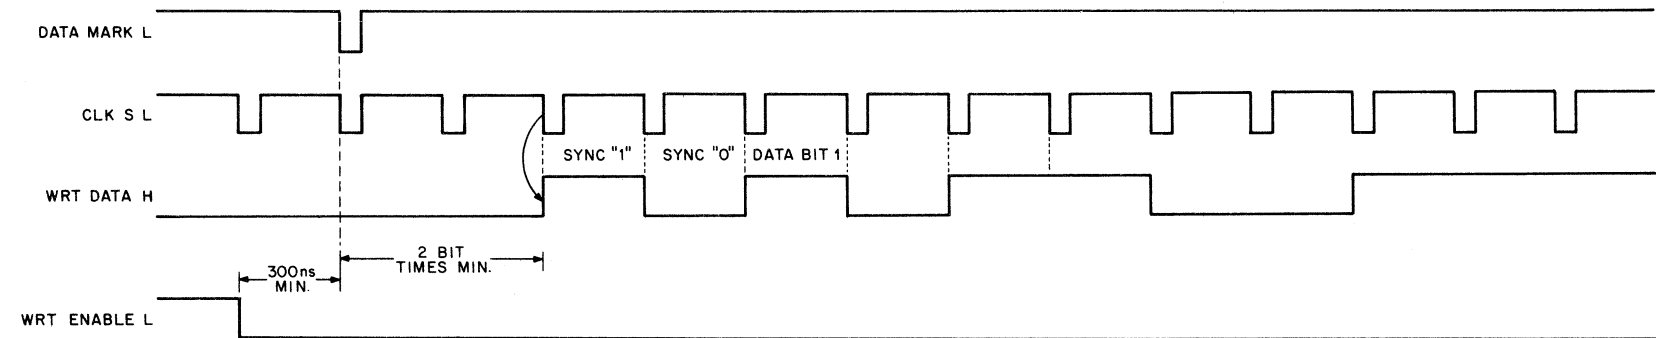 DATA MARK L
CLK S L
SYNC "1"
SYNC "0"
DATA BIT 1
WRT DATA H
2 BIT
TIMES MIN.
300ns
MIN.
WRT ENABLE L